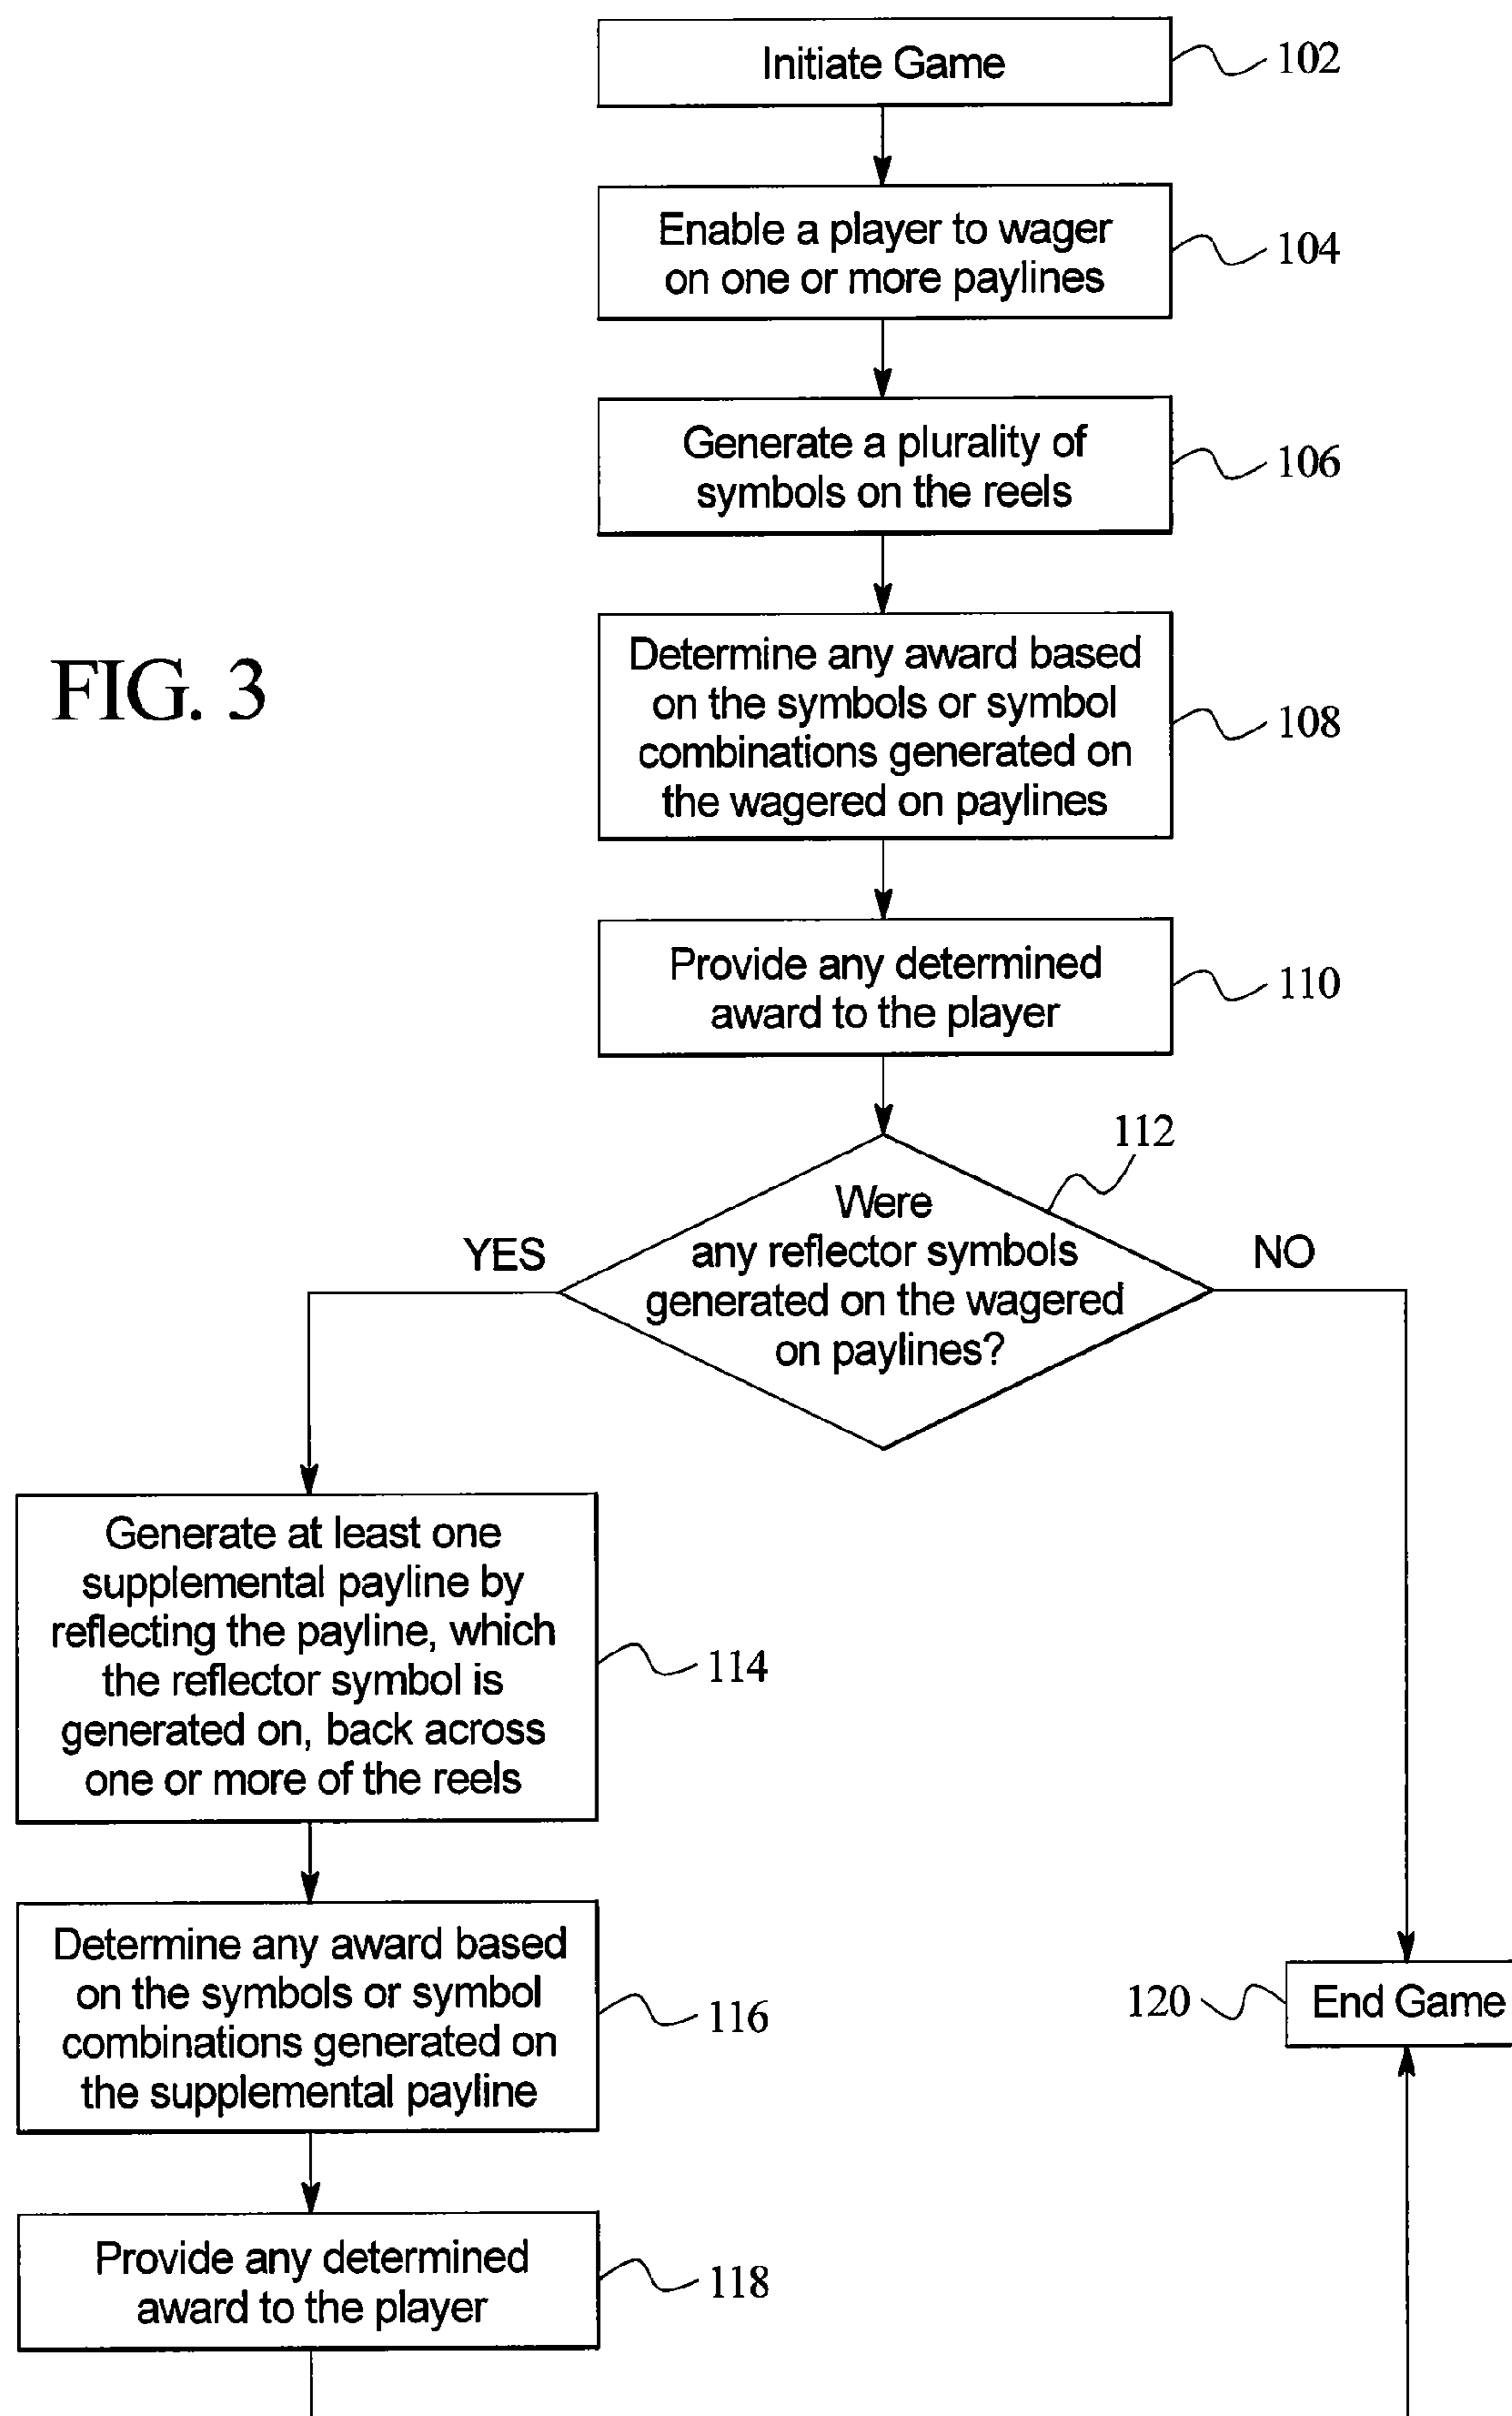 Initiate Game
102
Enable a player to wager
on one or more paylines
104
Generate a plurality of
symbols on the reels
106
FIG. 3
Determine any award based
on the symbols or symbol
combinations generated on
the wagered on paylines
108
Provide any determined
award to the player
110
112
Were
any reflector symbols
generated on the wagered
on paylines?
YES
NO
Generate at least one
supplemental payline by
reflecting the payline, which
the reflector symbol is
generated on, back across
one or more of the reels
114
Determine any award based
on the symbols or symbol
combinations generated on
the supplemental payline
116
120
End Game
Provide any determined
award to the player
118